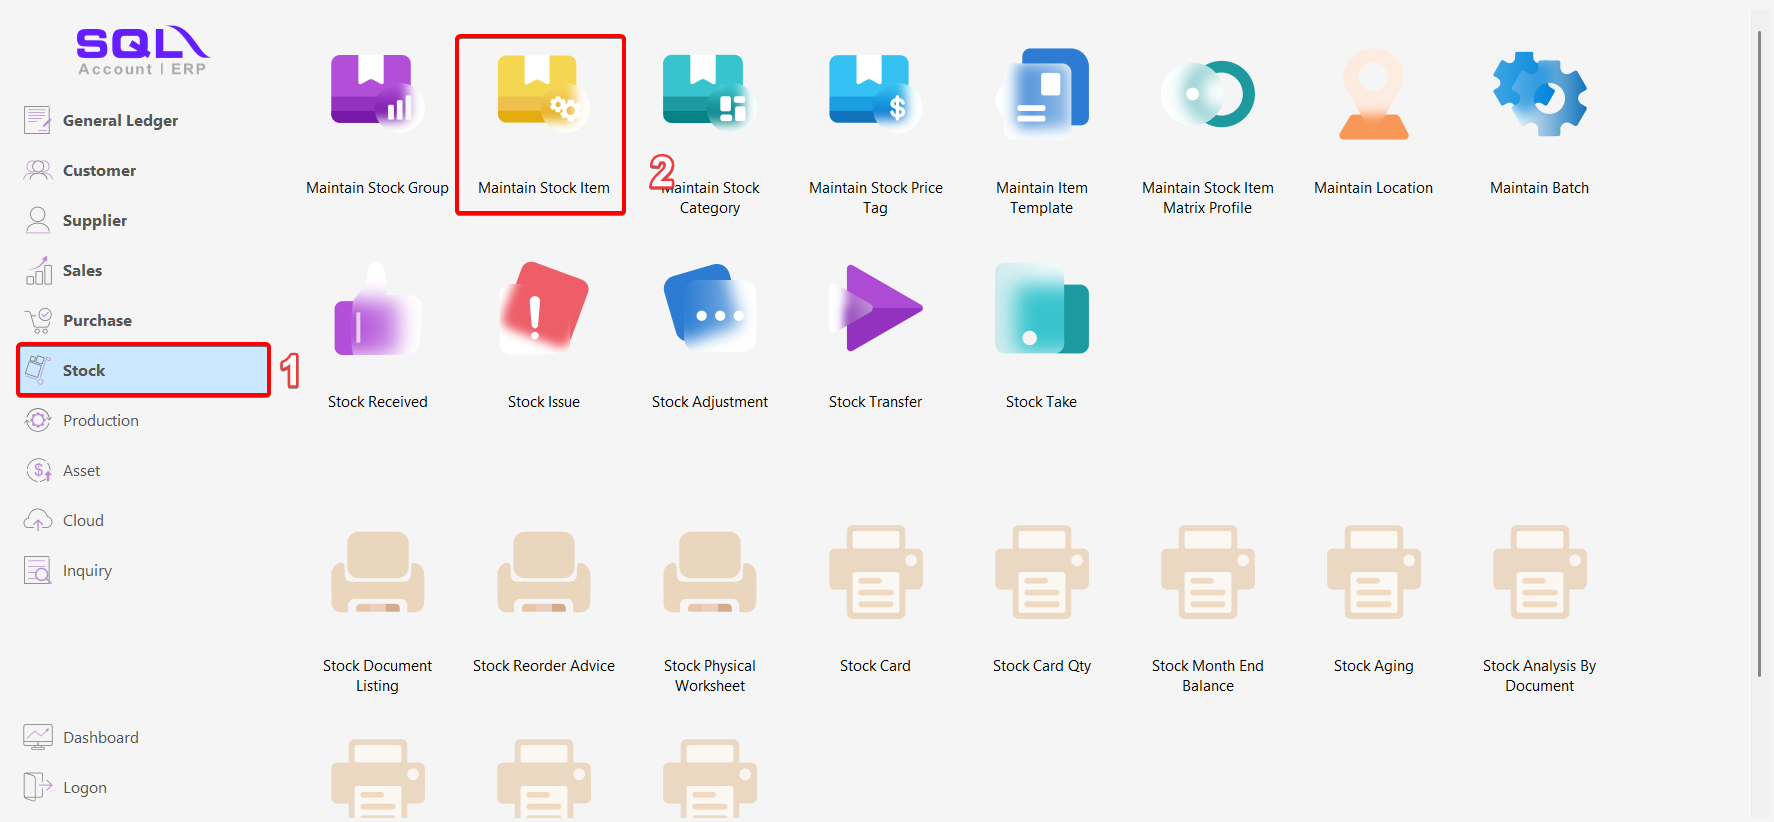 SQL
Account | ERP
General Ledger
Customer
Supplier
Sales
Purchase
Stock
1
Production
Asset
Cloud
Inquiry
Dashboard
Logon
Maintain Stock Group
Maintain Stock Item
2
Maintain Stock
Category
Maintain Stock Price
Tag
Maintain Item
Template
Maintain Stock Item
Matrix Profile
Maintain Location
Maintain Batch
Stock Received
Stock Issue
Stock Adjustment
Stock Transfer
Stock Take
Stock Document
Listing
Stock Reorder Advice
Stock Physical
Worksheet
Stock Card
Stock Card Qty
Stock Month End
Balance
Stock Aging
Stock Analysis By
Document